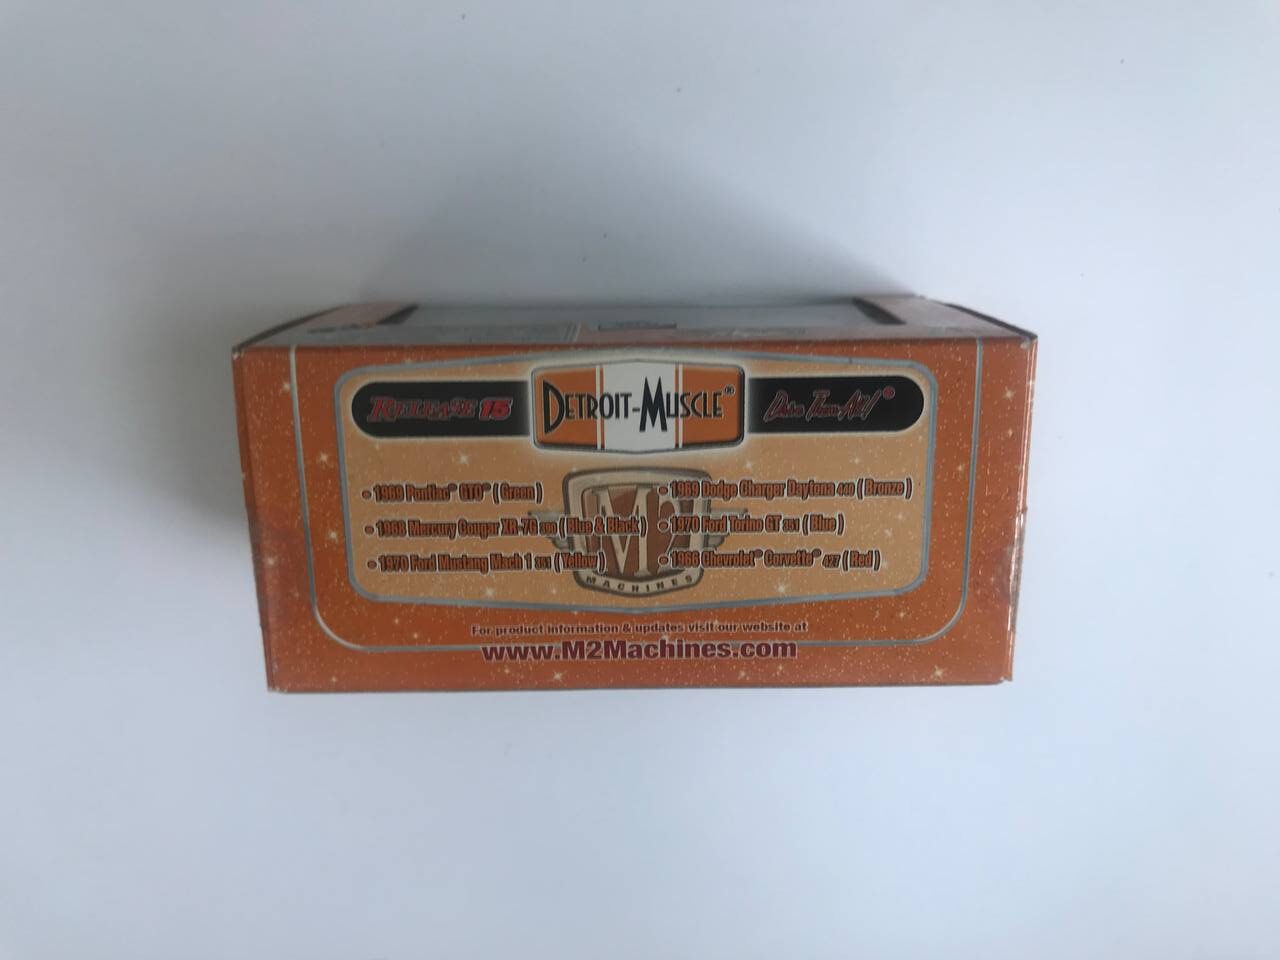 RELEASE 15
DETROIT-MUSCLE®
Drive Them All!®
• 1969 Pontiac® GTO® ( Green )
• 1968 Mercury Cougar XR-7G 390 ( Blue & Black )
• 1970 Ford Mustang Mach 1 351 ( Yellow )
• 1969 Dodge Charger Daytona 440 ( Bronze )
• 1970 Ford Torino GT 351 ( Blue )
• 1966 Chevrolet® Corvette® 427 ( Red )
M2
MACHINES
For product information & updates visit our website at
www.M2Machines.com